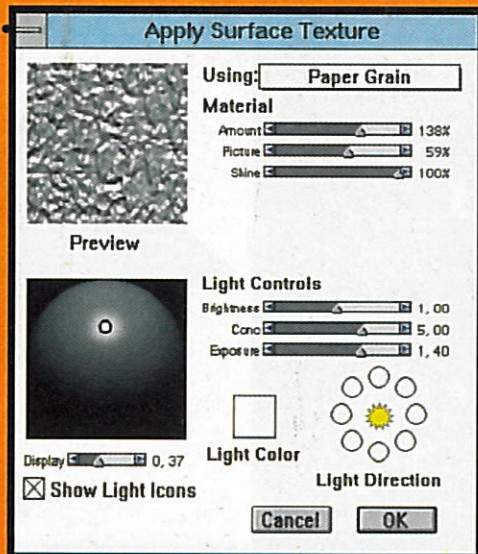 Apply Surface Texture
Using: Paper Grain
Material
Amount 138%
Picture 59%
Shine 100%
Preview
Light Controls
Brightness 1,00
Conc 5,00
Exposure 1,40
Display 0,37
Light Color
Show Light Icons
Light Direction
Cancel OK